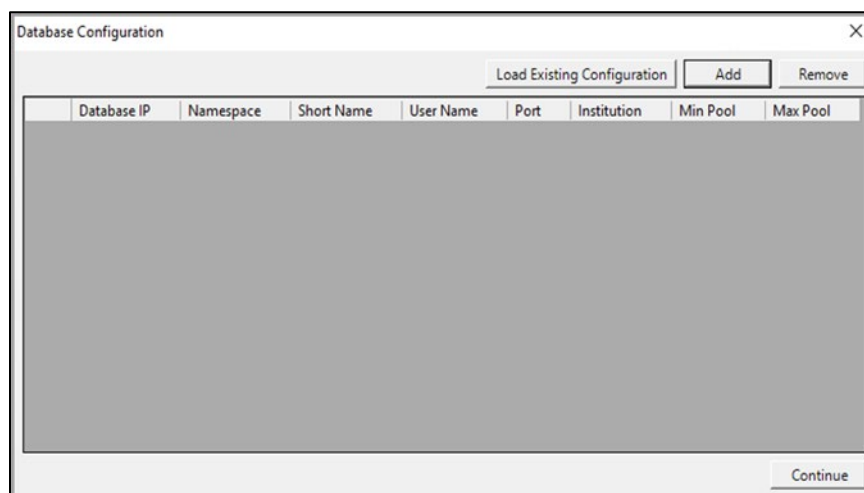 Database Configuration
Load Existing Configuration Add Remove
Database IP Namespace Short Name User Name Port Institution Min Pool Max Pool
Continue